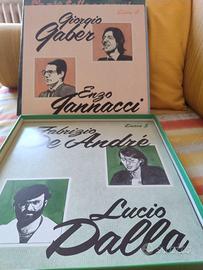 Giorgio
Gaber
Enzo
Jannacci
Fabrizio
De André
Lucio
Dalla